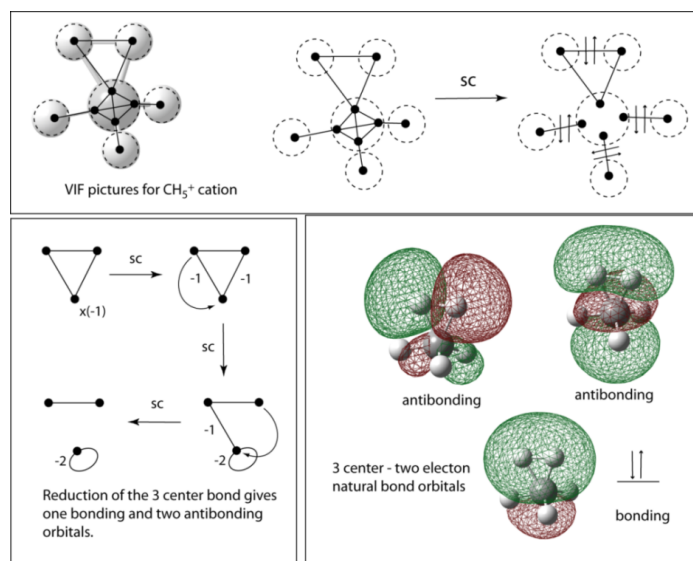 VIF pictures for CH₅⁺ cation
sc
sc
x(-1)
-1
-1
sc
sc
-1
-2
-2
Reduction of the 3 center bond gives
one bonding and two antibonding
orbitals.
antibonding
antibonding
3 center - two electon
natural bond orbitals
bonding